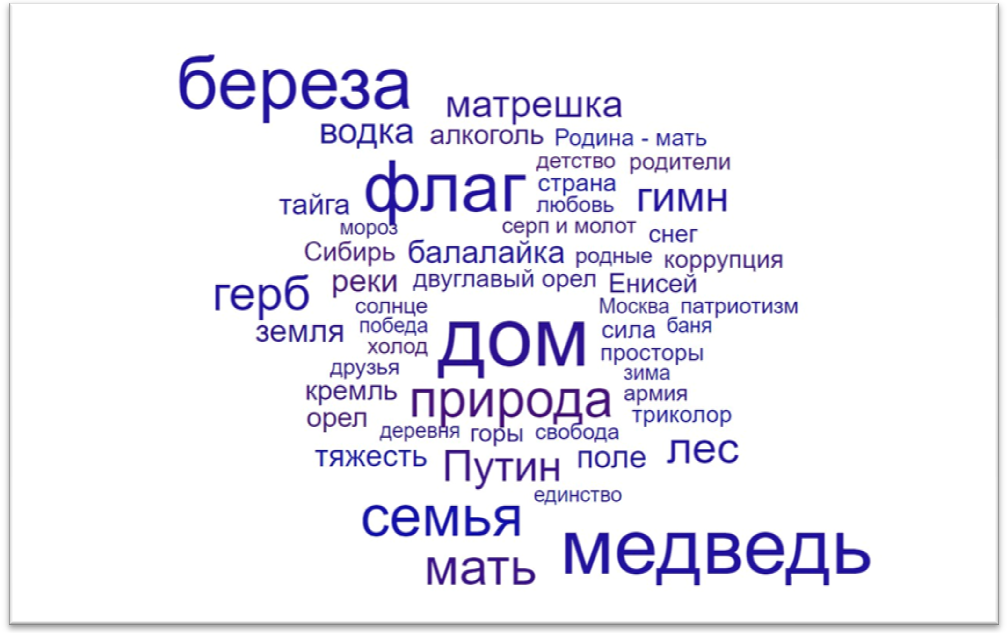 береза
матрешка
водка алкоголь Родина - мать
детство родители
флаг страна гимн
тайга любовь
мороз серп и молот снег
Сибирь балалайка родные коррупция
герб реки двуглавый орел Енисей
солнце Москва патриотизм
земля победа дом сила баня
холод просторы
друзья зима
кремль природа армия
орел триколор
деревня горы свобода
тяжесть Путин поле лес
единство
семья
медведь
мать